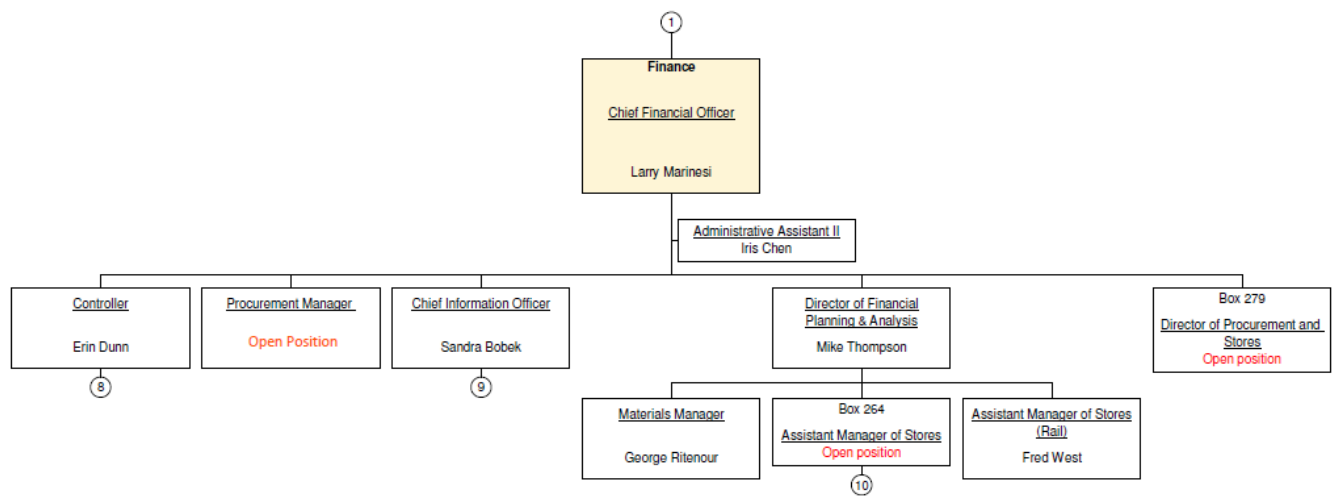 1
Finance
Chief Financial Officer
Larry Marinesi
Administrative Assistant II
Iris Chen
Controller
Erin Dunn
8
Procurement Manager
Open Position
Chief Information Officer
Sandra Bobek
9
Director of Financial
Planning & Analysis
Mike Thompson
Box 279
Director of Procurement and
Stores
Open position
Materials Manager
George Ritenour
Box 264
Assistant Manager of Stores
Open position
10
Assistant Manager of Stores
(Rail)
Fred West